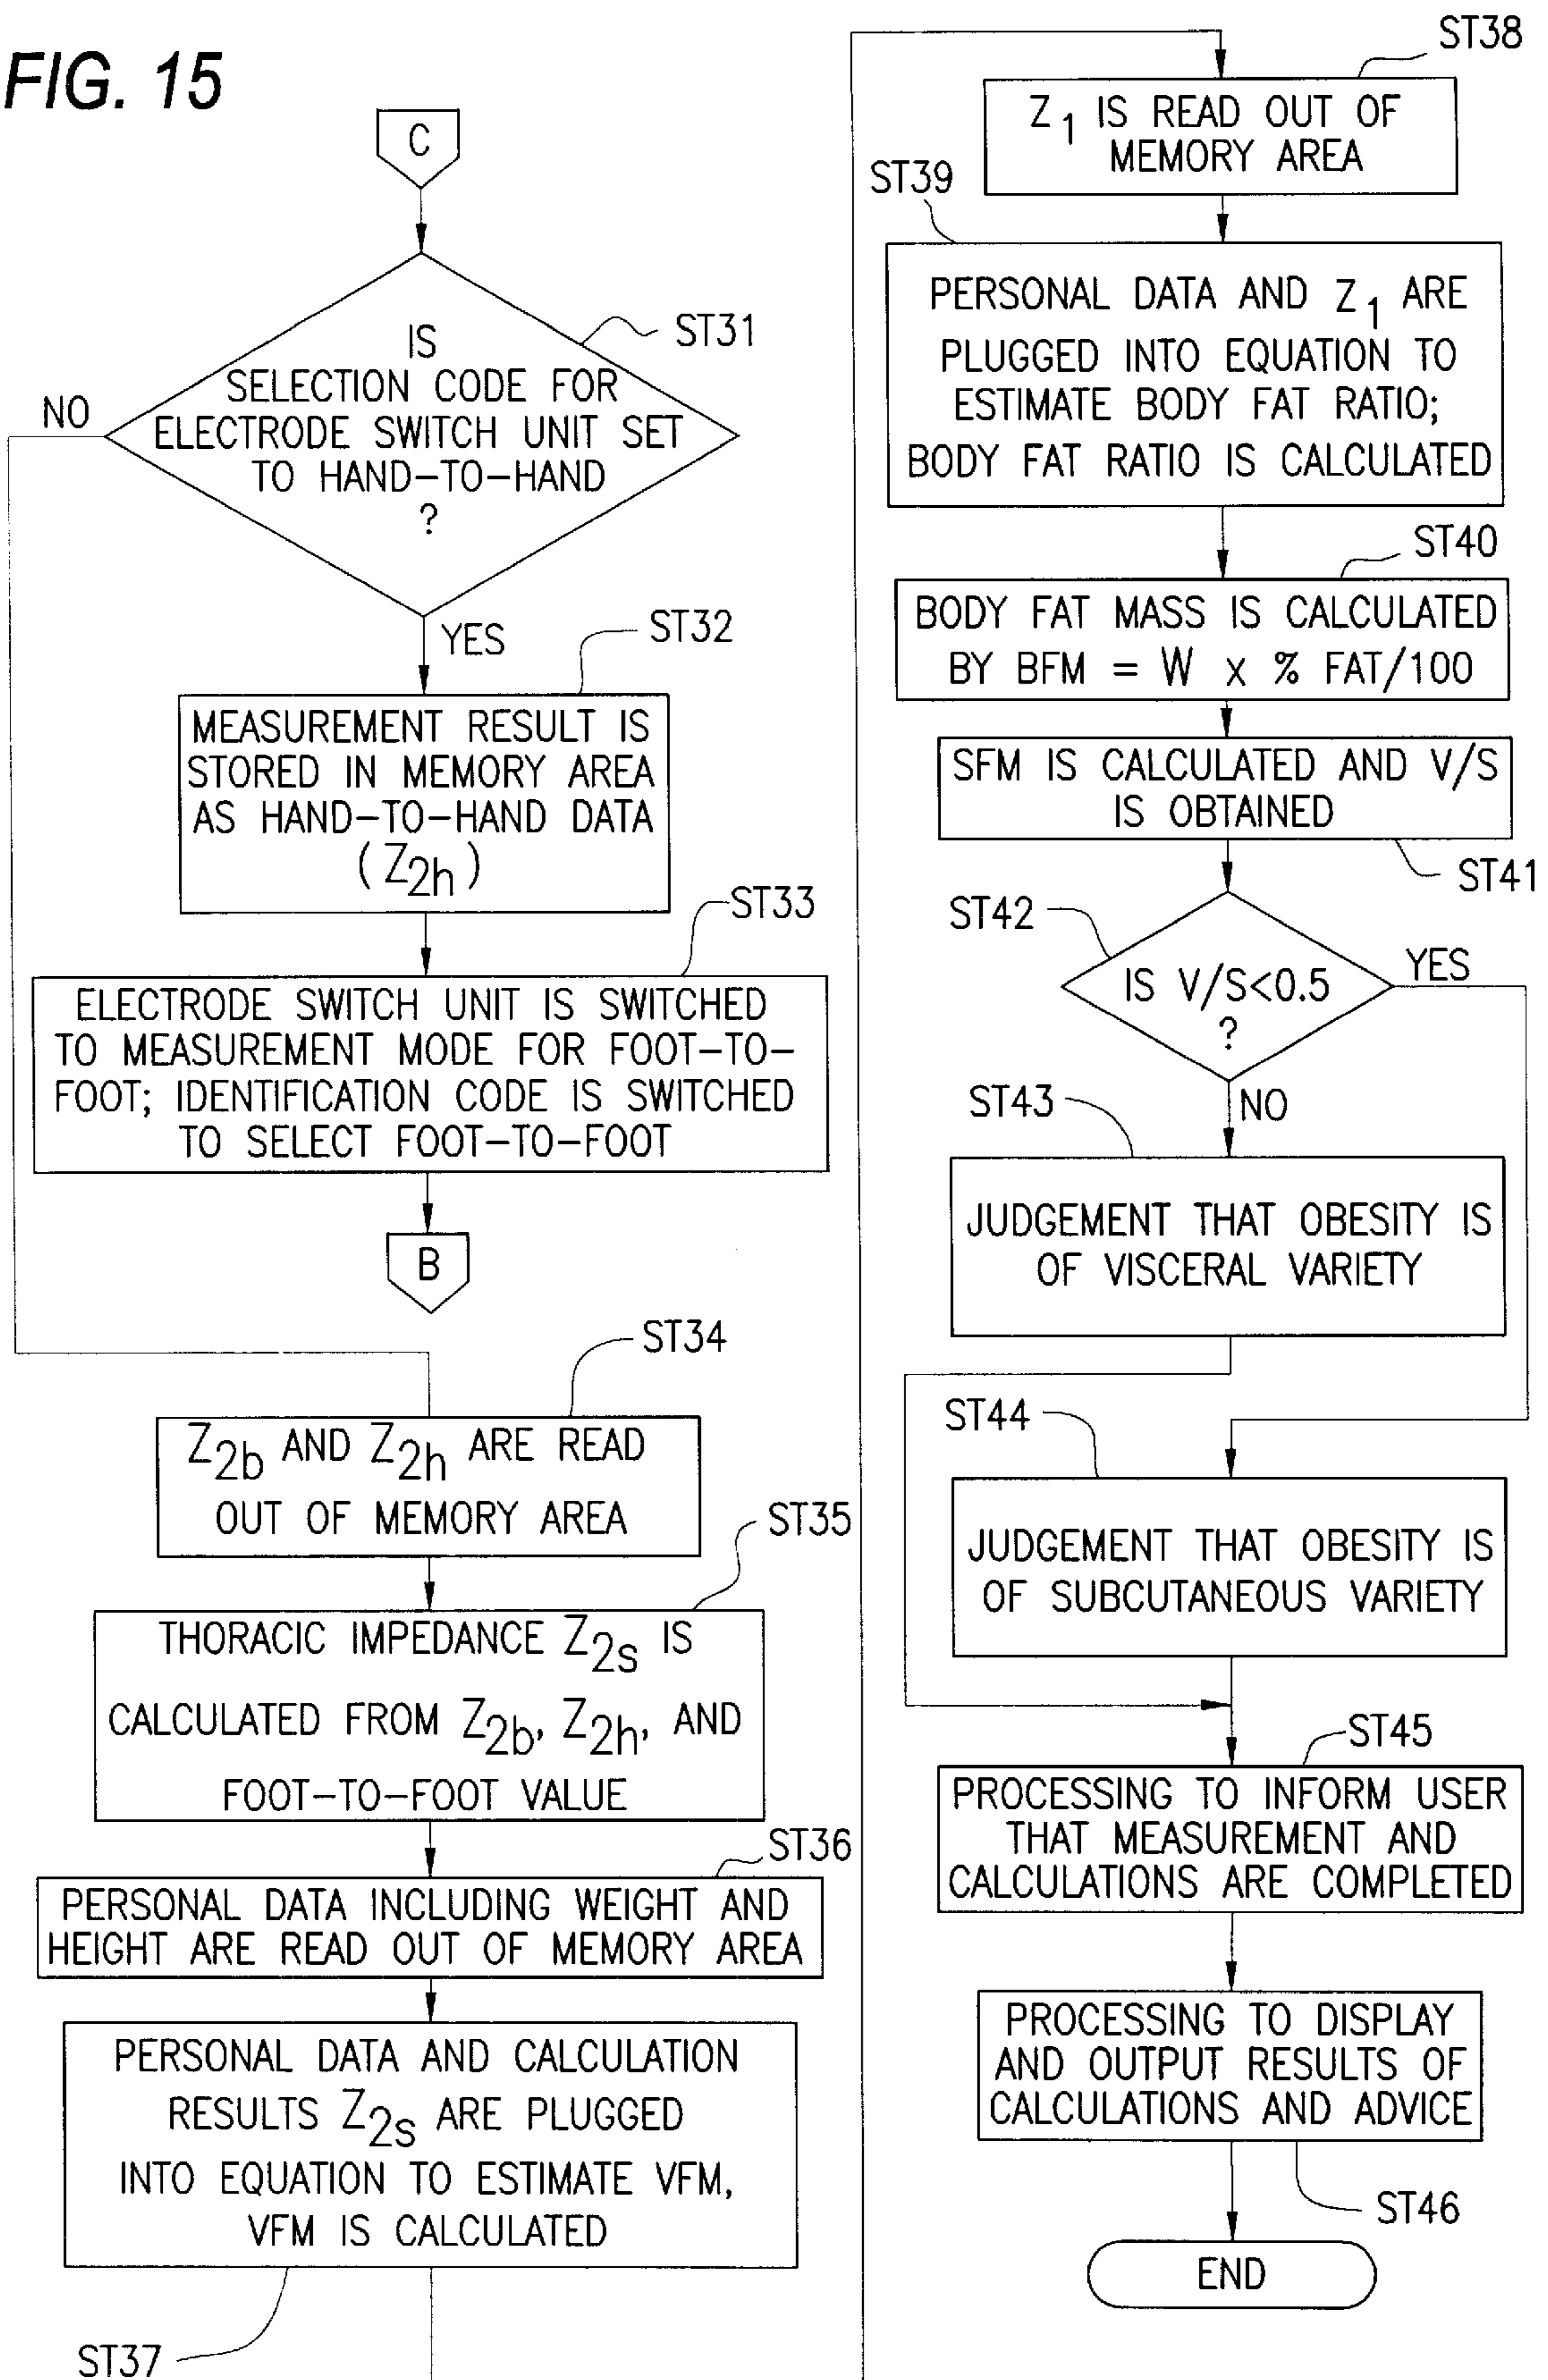 FIG. 15
C
IS
SELECTION CODE FOR
ELECTRODE SWITCH UNIT SET
TO HAND-TO-HAND
?
ST31
NO
YES
ST32
MEASUREMENT RESULT IS
STORED IN MEMORY AREA
AS HAND-TO-HAND DATA
(Z2h)
ST33
ELECTRODE SWITCH UNIT IS SWITCHED
TO MEASUREMENT MODE FOR FOOT-TO-
FOOT; IDENTIFICATION CODE IS SWITCHED
TO SELECT FOOT-TO-FOOT
B
ST34
Z2b AND Z2h ARE READ
OUT OF MEMORY AREA
ST35
THORACIC IMPEDANCE Z2s IS
CALCULATED FROM Z2b, Z2h, AND
FOOT-TO-FOOT VALUE
ST36
PERSONAL DATA INCLUDING WEIGHT AND
HEIGHT ARE READ OUT OF MEMORY AREA
PERSONAL DATA AND CALCULATION
RESULTS Z2s ARE PLUGGED
INTO EQUATION TO ESTIMATE VFM,
VFM IS CALCULATED
ST37
ST38
Z1 IS READ OUT OF
MEMORY AREA
ST39
PERSONAL DATA AND Z1 ARE
PLUGGED INTO EQUATION TO
ESTIMATE BODY FAT RATIO;
BODY FAT RATIO IS CALCULATED
ST40
BODY FAT MASS IS CALCULATED
BY BFM = W x % FAT/100
SFM IS CALCULATED AND V/S
IS OBTAINED
ST41
ST42
IS V/S<0.5
?
YES
NO
ST43
JUDGEMENT THAT OBESITY IS
OF VISCERAL VARIETY
ST44
JUDGEMENT THAT OBESITY IS
OF SUBCUTANEOUS VARIETY
ST45
PROCESSING TO INFORM USER
THAT MEASUREMENT AND
CALCULATIONS ARE COMPLETED
PROCESSING TO DISPLAY
AND OUTPUT RESULTS OF
CALCULATIONS AND ADVICE
ST46
END